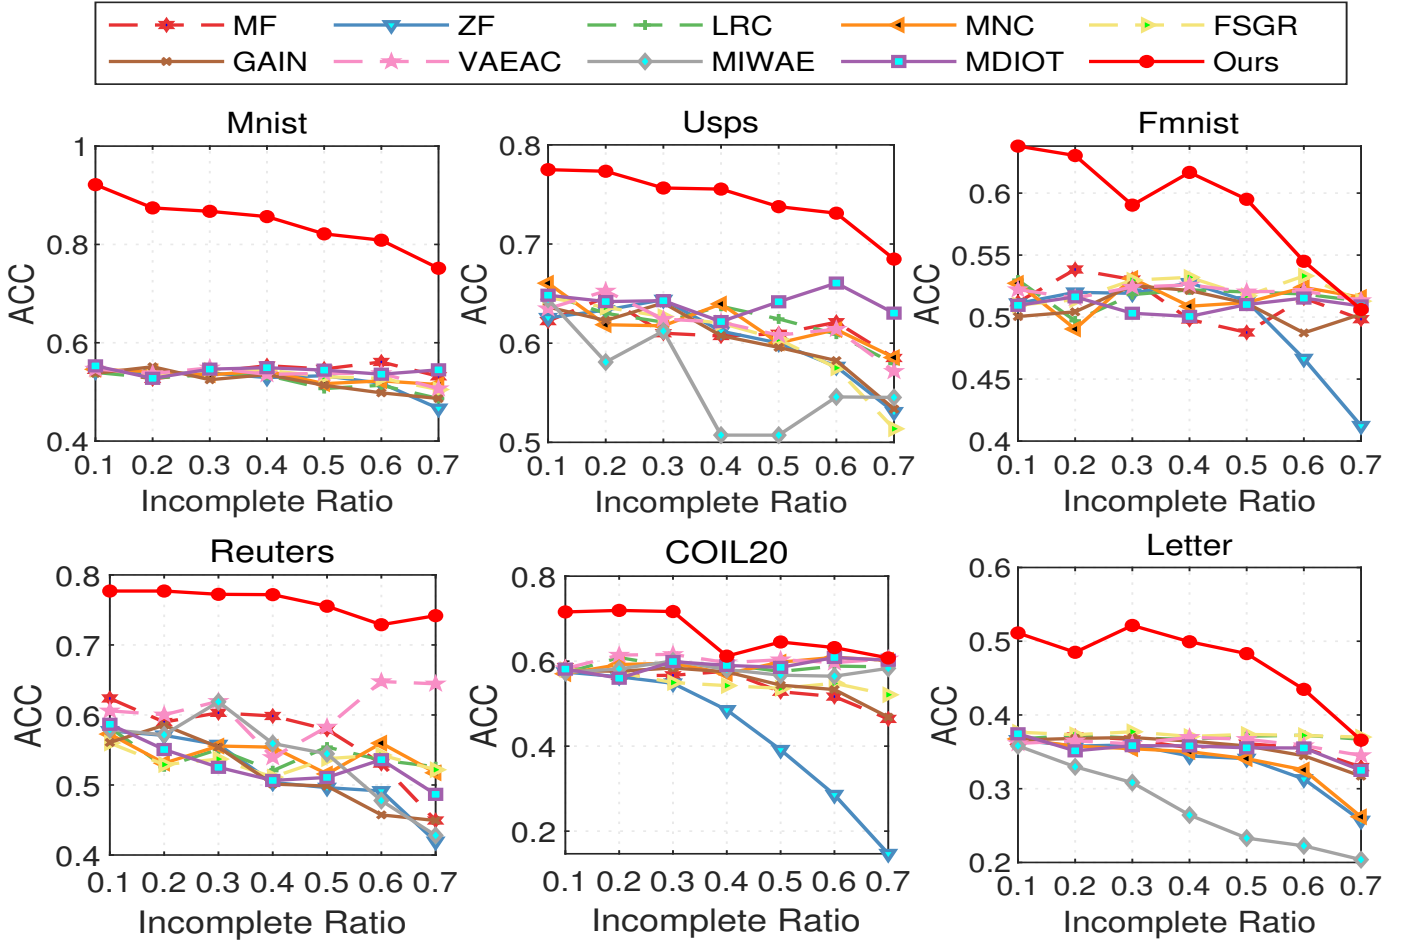 MF ZF LRC MNC FSGR
GAIN VAEAC MIWAE MDIOT Ours
Mnist
1
0.8
0.6
0.4
ACC
0.1 0.2 0.3 0.4 0.5 0.6 0.7
Incomplete Ratio
Usps
0.8
0.7
0.6
0.5
ACC
0.1 0.2 0.3 0.4 0.5 0.6 0.7
Incomplete Ratio
Fmnist
0.6
0.55
0.5
0.45
0.4
ACC
0.1 0.2 0.3 0.4 0.5 0.6 0.7
Incomplete Ratio
Reuters
0.8
0.7
0.6
0.5
0.4
ACC
0.1 0.2 0.3 0.4 0.5 0.6 0.7
Incomplete Ratio
COIL20
0.8
0.6
0.4
0.2
ACC
0.1 0.2 0.3 0.4 0.5 0.6 0.7
Incomplete Ratio
Letter
0.6
0.5
0.4
0.3
0.2
ACC
0.1 0.2 0.3 0.4 0.5 0.6 0.7
Incomplete Ratio